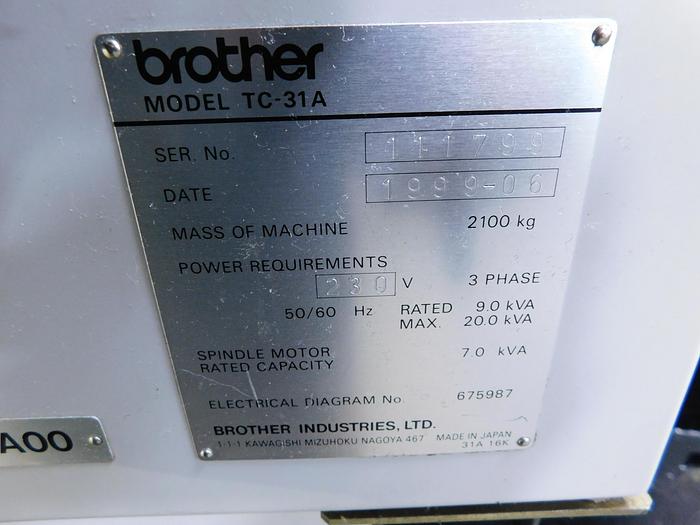 brother
MODEL TC-31A
SER. No. 111799
DATE 1999-06
MASS OF MACHINE 2100 kg
POWER REQUIREMENTS
230 V 3 PHASE
50/60 Hz RATED 9.0 kVA
MAX. 20.0 kVA
SPINDLE MOTOR 7.0 kVA
RATED CAPACITY
ELECTRICAL DIAGRAM No. 675987
BROTHER INDUSTRIES, LTD.
1-1-1 KAWAGISHI MIZUHOKU NAGOYA 467 MADE IN JAPAN
31A 16K
A00